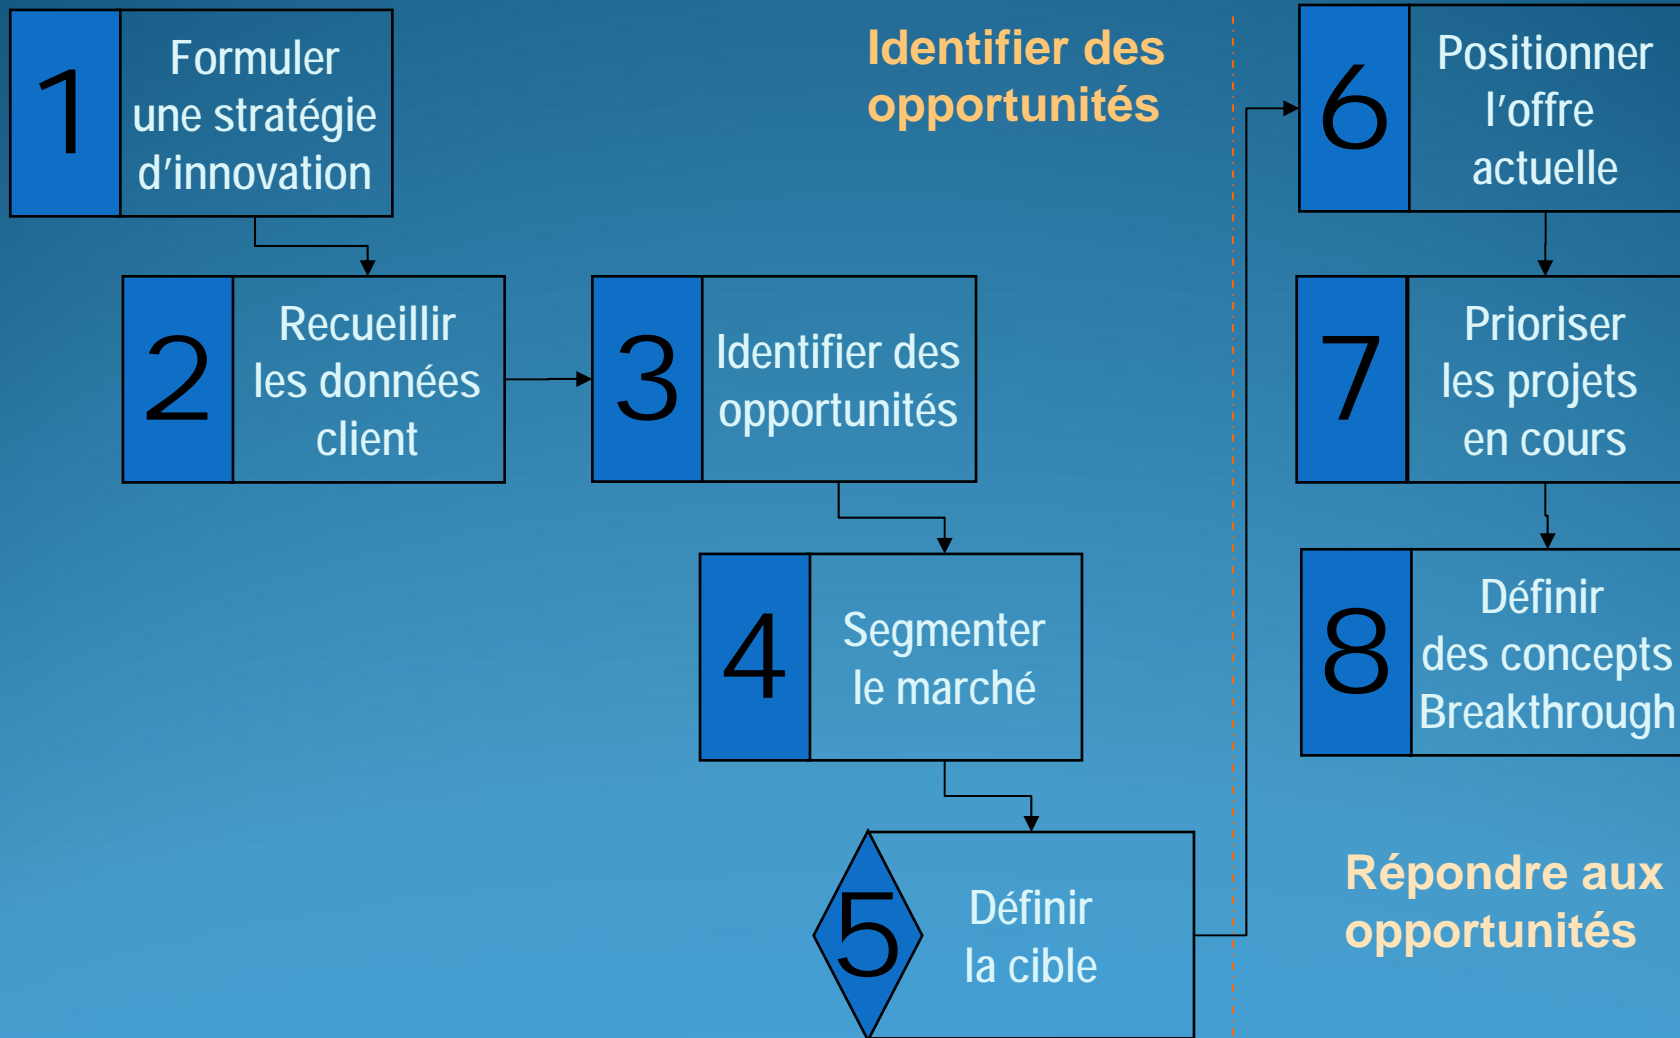 1
Formuler
une stratégie
d’innovation
2
Recueillir
les données
client
3
Identifier des
opportunités
4
Segmenter
le marché
5
Définir
la cible
Identifier des
opportunités
6
Positionner
l’offre
actuelle
7
Prioriser
les projets
en cours
8
Définir
des concepts
Breakthrough
Répondre aux
opportunités